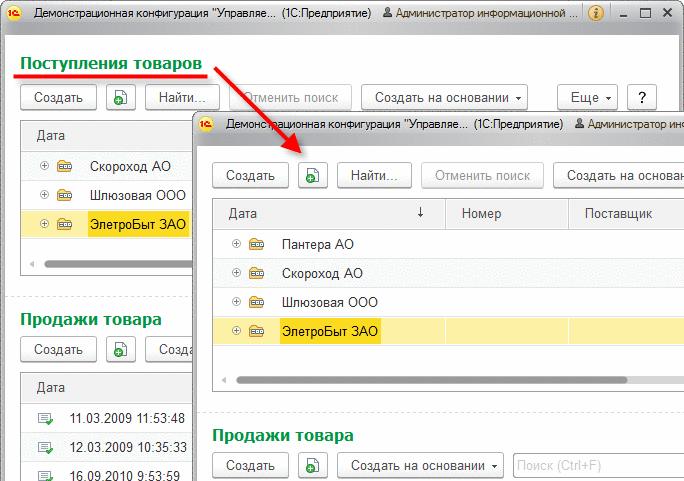 Демонстрационная конфигурация "Управляе... (1С:Предприятие) Администратор информационной ...
Поступления товаров
Создать Найти... Отменить поиск Создать на основании Еще ?
Дата
Скороход АО
Шлюзовая ООО
ЭлетроБыт ЗАО
Продажи товара
Создать Созд
Дата
11.03.2009 11:53:48
12.03.2009 10:35:33
16.09.2010 9:53:59
Демонстрационная конфигурация "Управляе... (1С:Предприятие) Администратор инф
Создать Найти... Отменить поиск Создать на основан
Дата Номер Поставщик
Пантера АО
Скороход АО
Шлюзовая ООО
ЭлетроБыт ЗАО
Продажи товара
Создать Создать на основании Поиск (Ctrl+F)